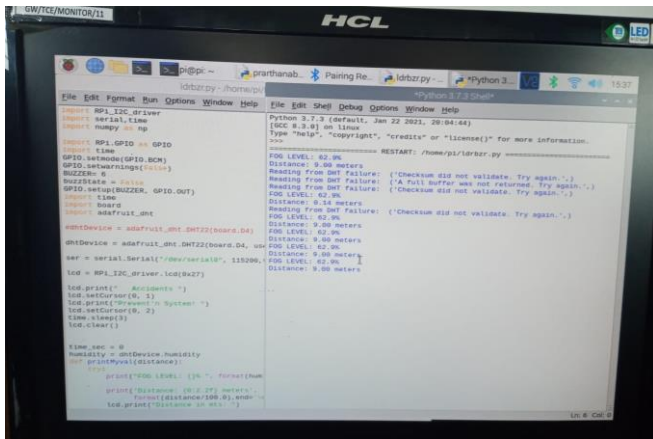 GW/TCE/MONITOR/11
HCL
LED
pi@pi: ~
prarthanab..
Pairing Re...
ldrbzr.py - ...
*Python 3....
V2
15:37
ldrbzr.py - /home/pi/
File Edit Format Run Options Window Help
import RPi_I2C_driver
import serial,time
import numpy as np
import RPi.GPIO as GPIO
import time
GPIO.setmode(GPIO.BCM)
GPIO.setwarnings(False)
BUZZER= 6
buzzState = False
GPIO.setup(BUZZER, GPIO.OUT)
import time
import board
import adafruit_dht
#dhtDevice = adafruit_dht.DHT22(board.D4)
dhtDevice = adafruit_dht.DHT22(board.D4, use
ser = serial.Serial("/dev/serial0", 115200,
lcd = RPi_I2C_driver.lcd(0x27)
lcd.print(" Accidents ")
lcd.setCursor(0, 1)
lcd.print("Prevent'n System! ")
lcd.setCursor(0, 2)
time.sleep(3)
lcd.clear()
time_sec = 0
humidity = dhtDevice.humidity
def printMyval(distance):
try:
print("FOG LEVEL: {}% ". format(hum
print('Distance: {0:2.2f} meters'.
format(distance/100.0),end=
lcd.print("Distance in mts: ")
*Python 3.7.3 Shell*
File Edit Shell Debug Options Window Help
Python 3.7.3 (default, Jan 22 2021, 20:04:44)
[GCC 8.3.0] on linux
Type "help", "copyright", "credits" or "license()" for more information.
>>>
RESTART: /home/pi/ldrbzr.py
FOG LEVEL: 62.9%
Distance: 9.00 meters
Reading from DHT failure: ('Checksum did not validate. Try again.',)
Reading from DHT failure: ('A full buffer was not returned. Try again.',)
Reading from DHT failure: ('Checksum did not validate. Try again.',)
FOG LEVEL: 62.9%
Distance: 9.14 meters
Reading from DHT failure: ('Checksum did not validate. Try again.',)
FOG LEVEL: 62.9%
Distance: 9.00 meters
FOG LEVEL: 62.9%
Distance: 9.00 meters
FOG LEVEL: 62.9%
Distance: 9.00 meters
FOG LEVEL: 62.9%
Distance: 9.00 meters
Ln: 6 Col: 0